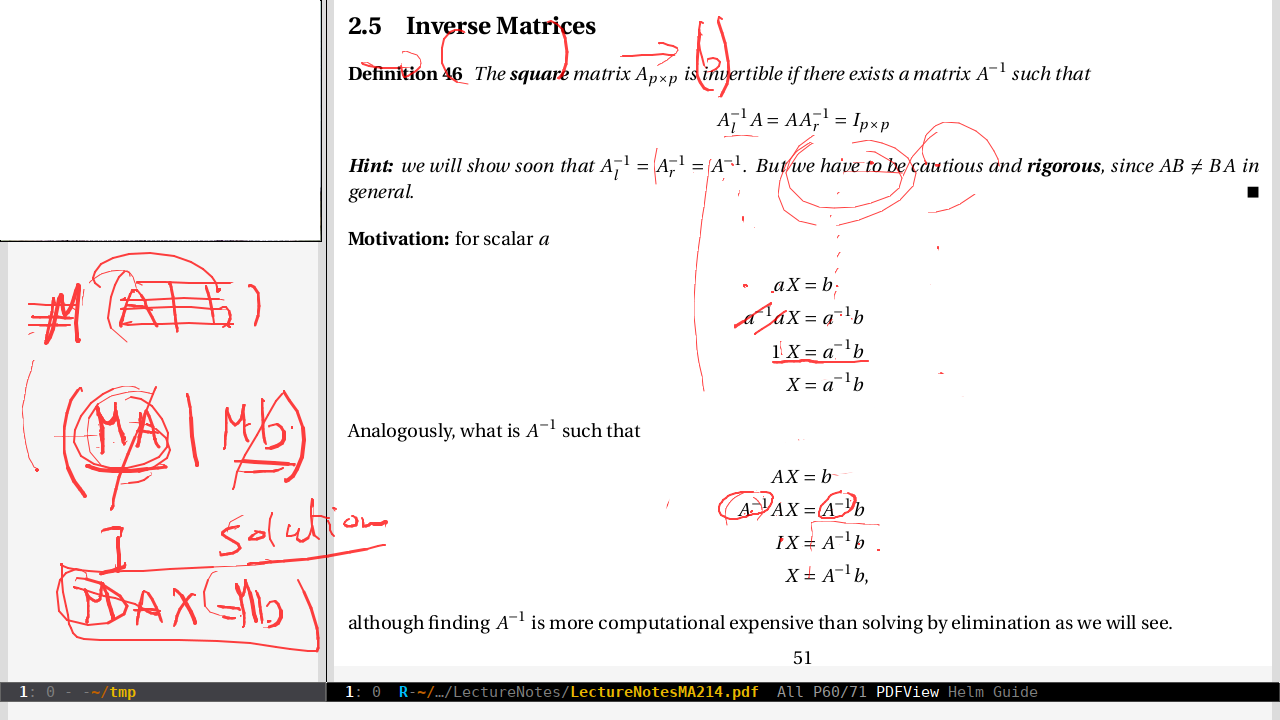 2.5 Inverse Matrices
Definition 46 The square matrix A_{p×p} is invertible if there exists a matrix A^{−1} such that
A_l^{−1}A = AA_r^{−1} = I_{p×p}
Hint: we will show soon that A_l^{−1} = A_r^{−1} = A^{−1}. But we have to be cautious and rigorous, since AB ≠ BA in
general. ■
Motivation: for scalar a
aX = b
a^{−1}aX = a^{−1}b
1X = a^{−1}b
X = a^{−1}b
Analogously, what is A^{−1} such that
AX = b
A^{−1}AX = A^{−1}b
IX = A^{−1}b
X = A^{−1}b,
although finding A^{−1} is more computational expensive than solving by elimination as we will see.
51
(b)
M (A | b)
(MA | Mb)
I solution
MAX = Mb
1: 0 - -~/tmp
1: 0 R-~/…/LectureNotes/LectureNotesMA214.pdf All P60/71 PDFView Helm Guide